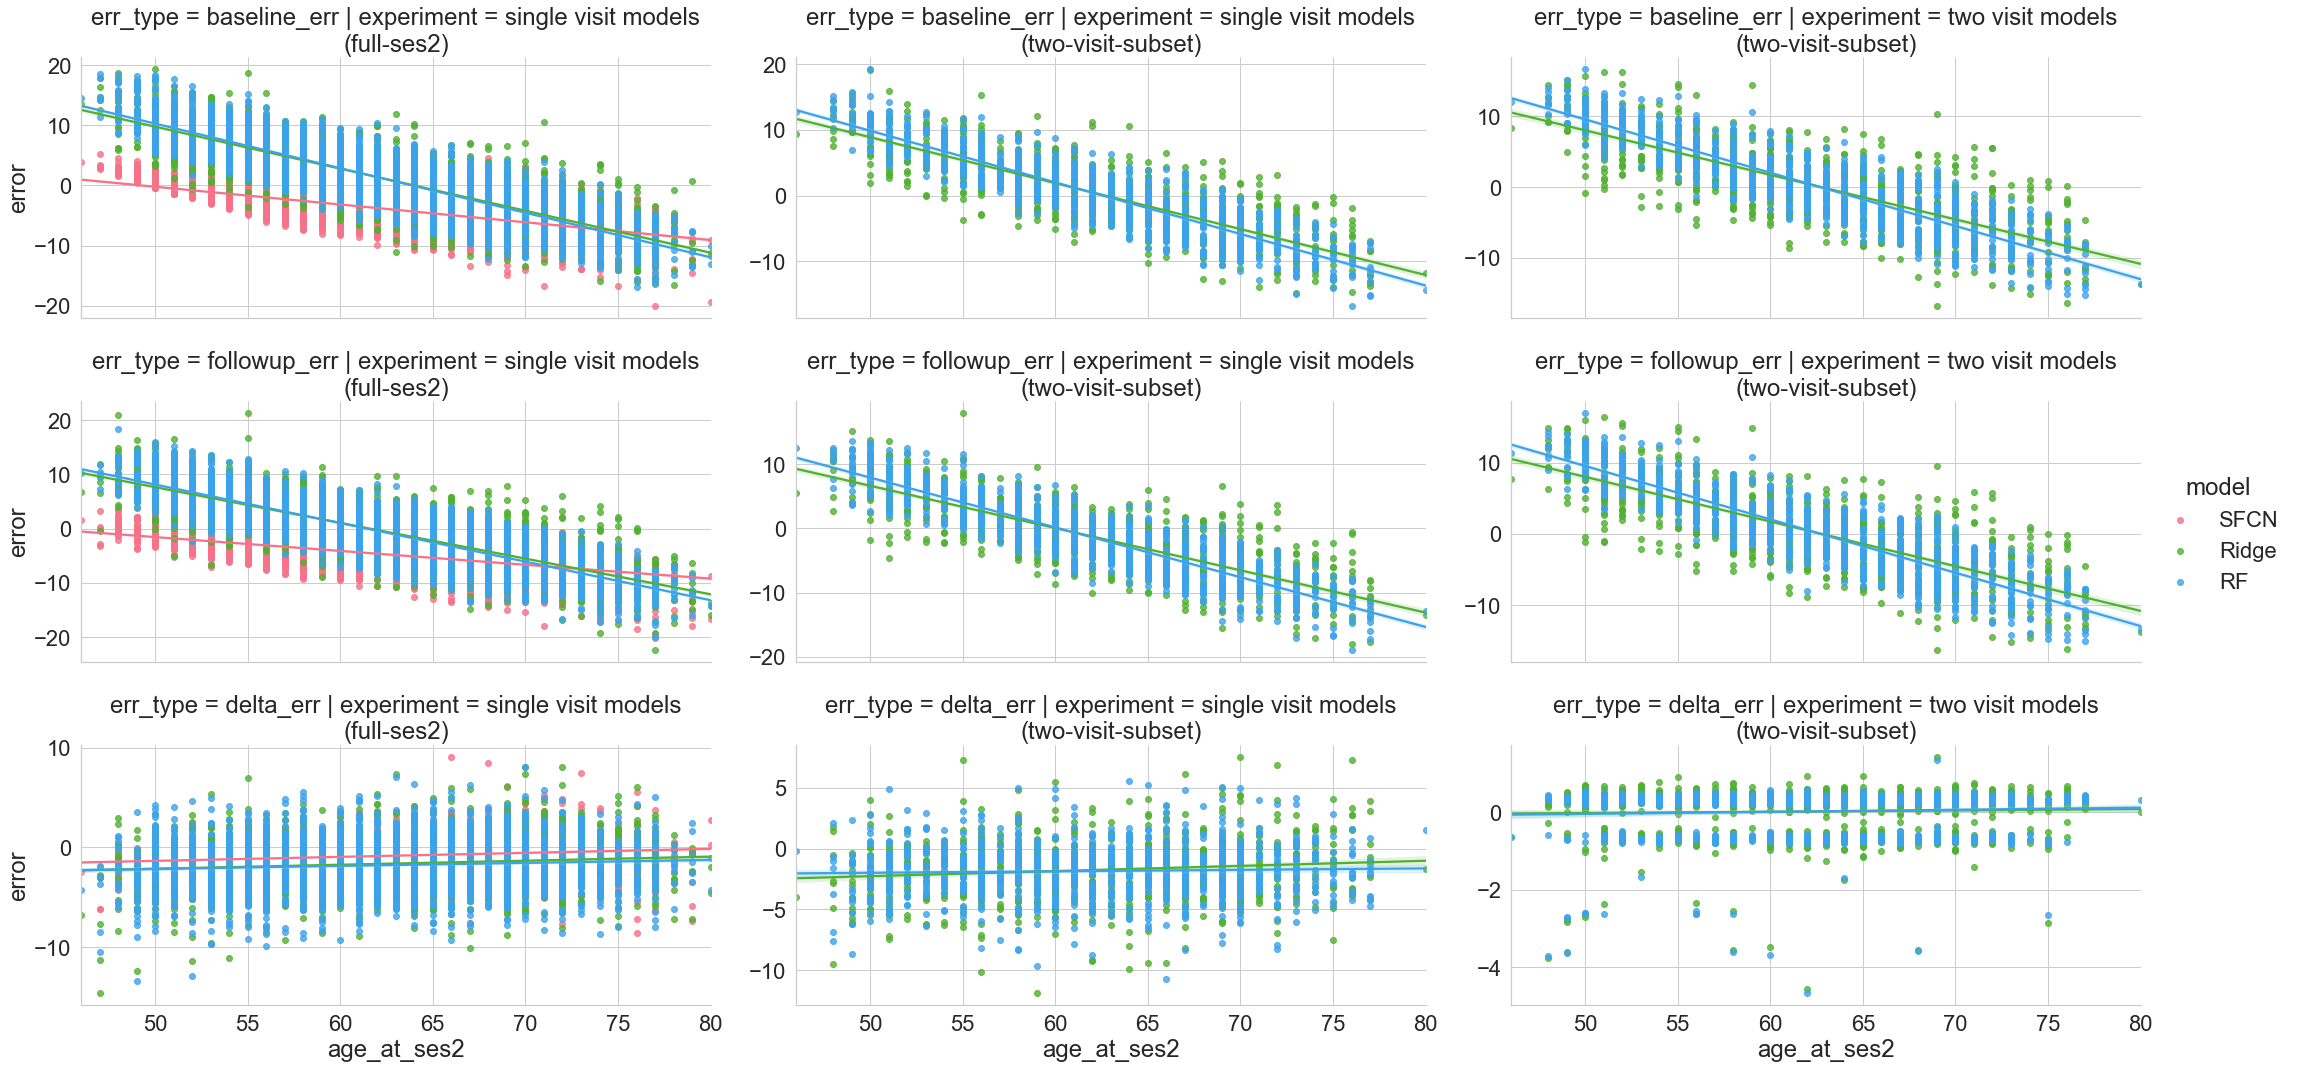 err_type = baseline_err | experiment = single visit models
(full-ses2)
err_type = baseline_err | experiment = single visit models
(two-visit-subset)
err_type = baseline_err | experiment = two visit models
(two-visit-subset)
error
20
10
0
−10
−20
20
10
0
−10
10
0
−10
err_type = followup_err | experiment = single visit models
(full-ses2)
err_type = followup_err | experiment = single visit models
(two-visit-subset)
err_type = followup_err | experiment = two visit models
(two-visit-subset)
error
20
10
0
−10
−20
10
0
−10
−20
10
0
−10
model
SFCN
Ridge
RF
err_type = delta_err | experiment = single visit models
(full-ses2)
err_type = delta_err | experiment = single visit models
(two-visit-subset)
err_type = delta_err | experiment = two visit models
(two-visit-subset)
error
10
0
−10
5
0
−5
−10
0
−2
−4
50 55 60 65 70 75 80
age_at_ses2
50 55 60 65 70 75 80
age_at_ses2
50 55 60 65 70 75 80
age_at_ses2